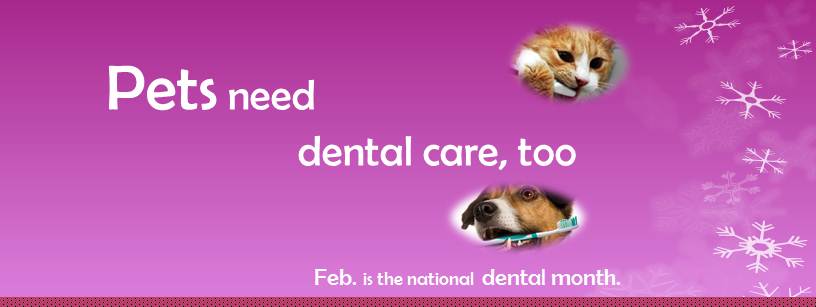 Pets need
dental care, too
Feb. is the national dental month.